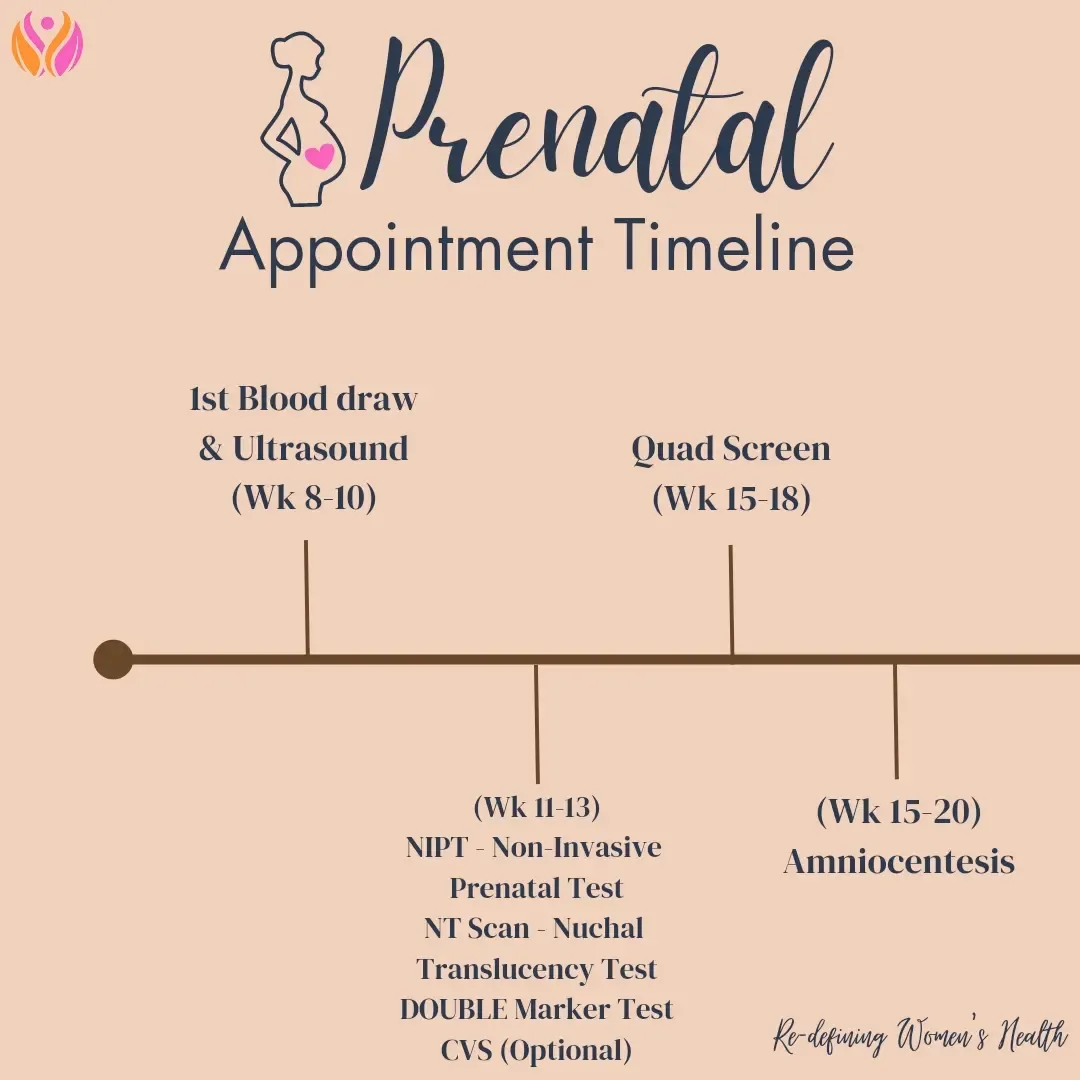 Prenatal
Appointment Timeline
1st Blood draw
& Ultrasound
(Wk 8-10)
Quad Screen
(Wk 15-18)
(Wk 11-13)
NIPT - Non-Invasive
Prenatal Test
NT Scan - Nuchal
Translucency Test
DOUBLE Marker Test
CVS (Optional)
(Wk 15-20)
Amniocentesis
Re-defining Women's Health